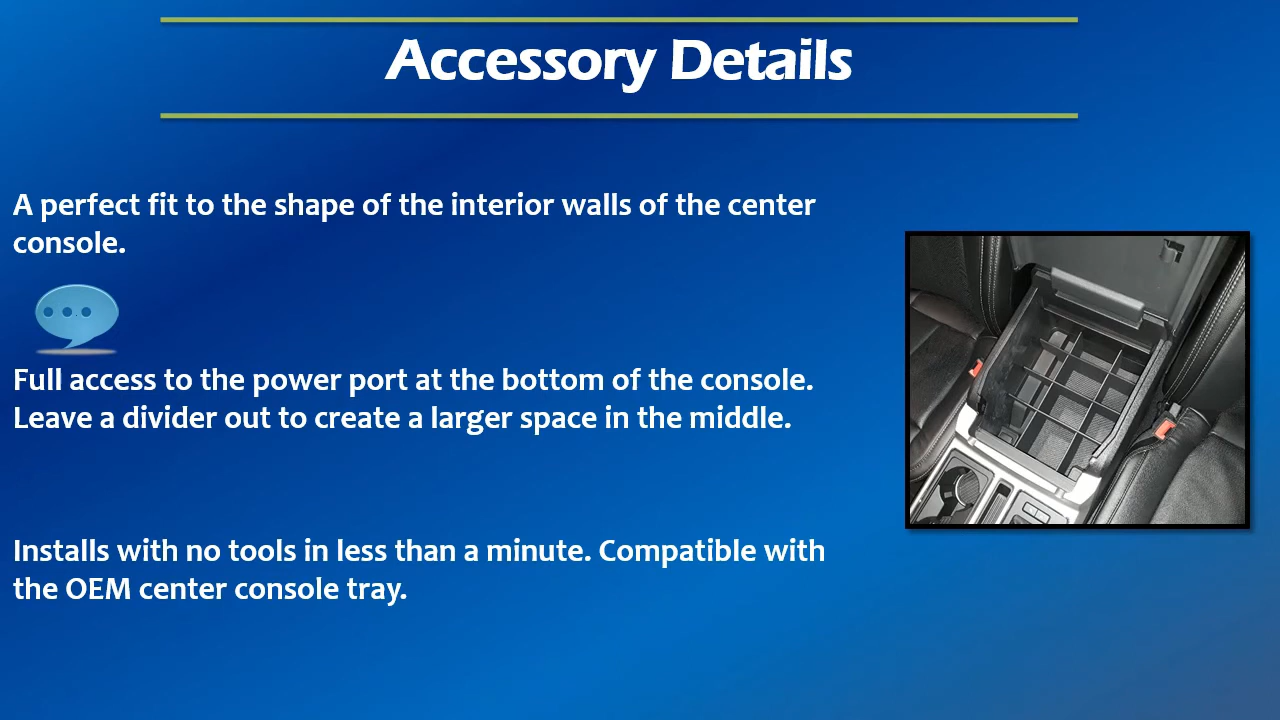 Accessory Details
A perfect fit to the shape of the interior walls of the center
console.
Full access to the power port at the bottom of the console.
Leave a divider out to create a larger space in the middle.
Installs with no tools in less than a minute. Compatible with
the OEM center console tray.